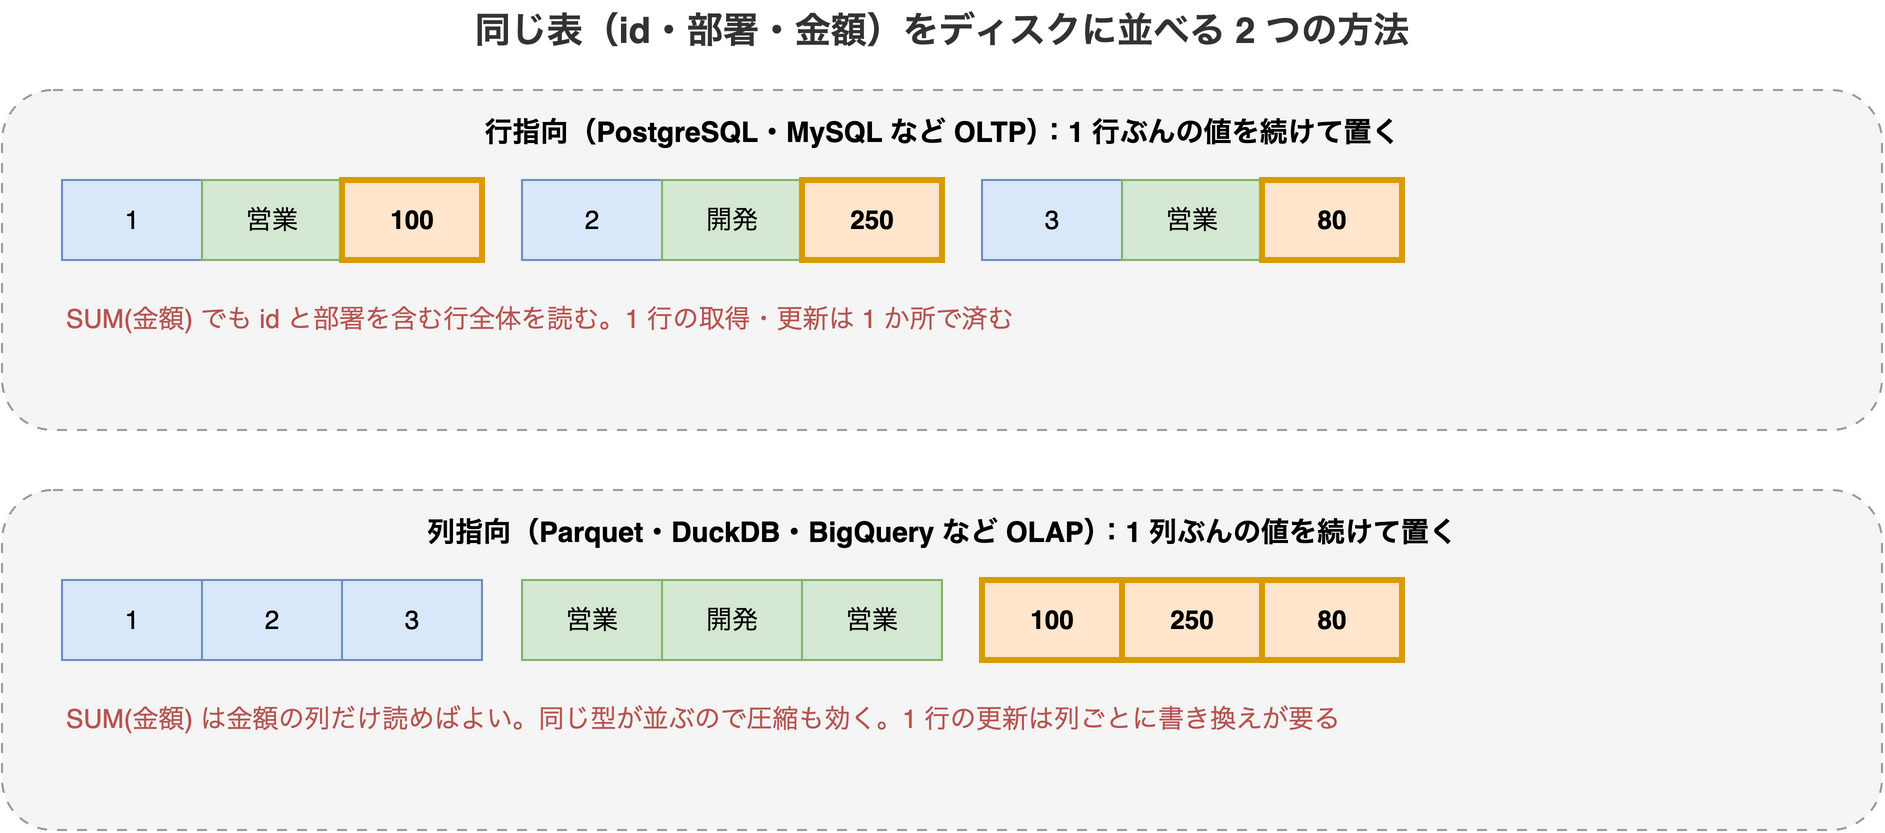 同じ表（id・部署・金額）をディスクに並べる 2 つの方法
行指向（PostgreSQL・MySQL など OLTP）：1 行ぶんの値を続けて置く
1 営業 100 2 開発 250 3 営業 80
SUM(金額) でも id と部署を含む行全体を読む。1 行の取得・更新は 1 か所で済む
列指向（Parquet・DuckDB・BigQuery など OLAP）：1 列ぶんの値を続けて置く
1 2 3 営業 開発 営業 100 250 80
SUM(金額) は金額の列だけ読めばよい。同じ型が並ぶので圧縮も効く。1 行の更新は列ごとに書き換えが要る